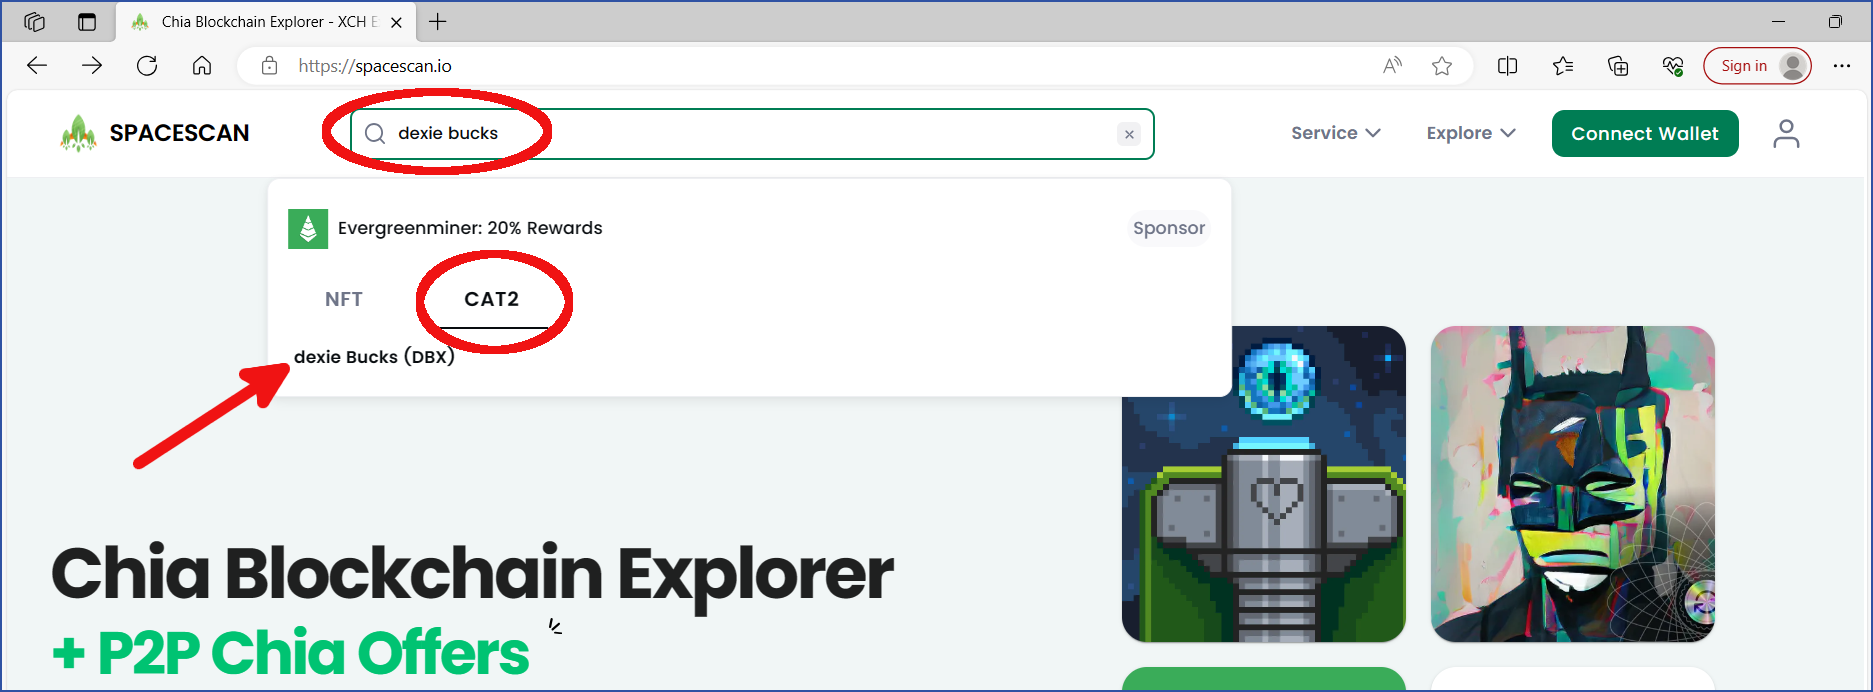 Chia Blockchain Explorer - XCH E
https://spacescan.io
Sign in
SPACESCAN
dexie bucks
Service
Explore
Connect Wallet
Evergreenminer: 20% Rewards
Sponsor
NFT
CAT2
dexie Bucks (DBX)
Chia Blockchain Explorer
+ P2P Chia Offers